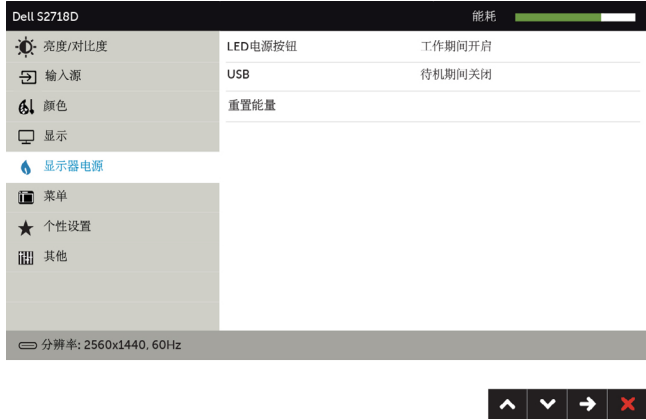 Dell S2718D 能耗
亮度/对比度
LED电源按钮 工作期间开启
输入源
USB 待机期间关闭
颜色
重置能量
显示
显示器电源
菜单
个性设置
其他
分辨率: 2560x1440, 60Hz